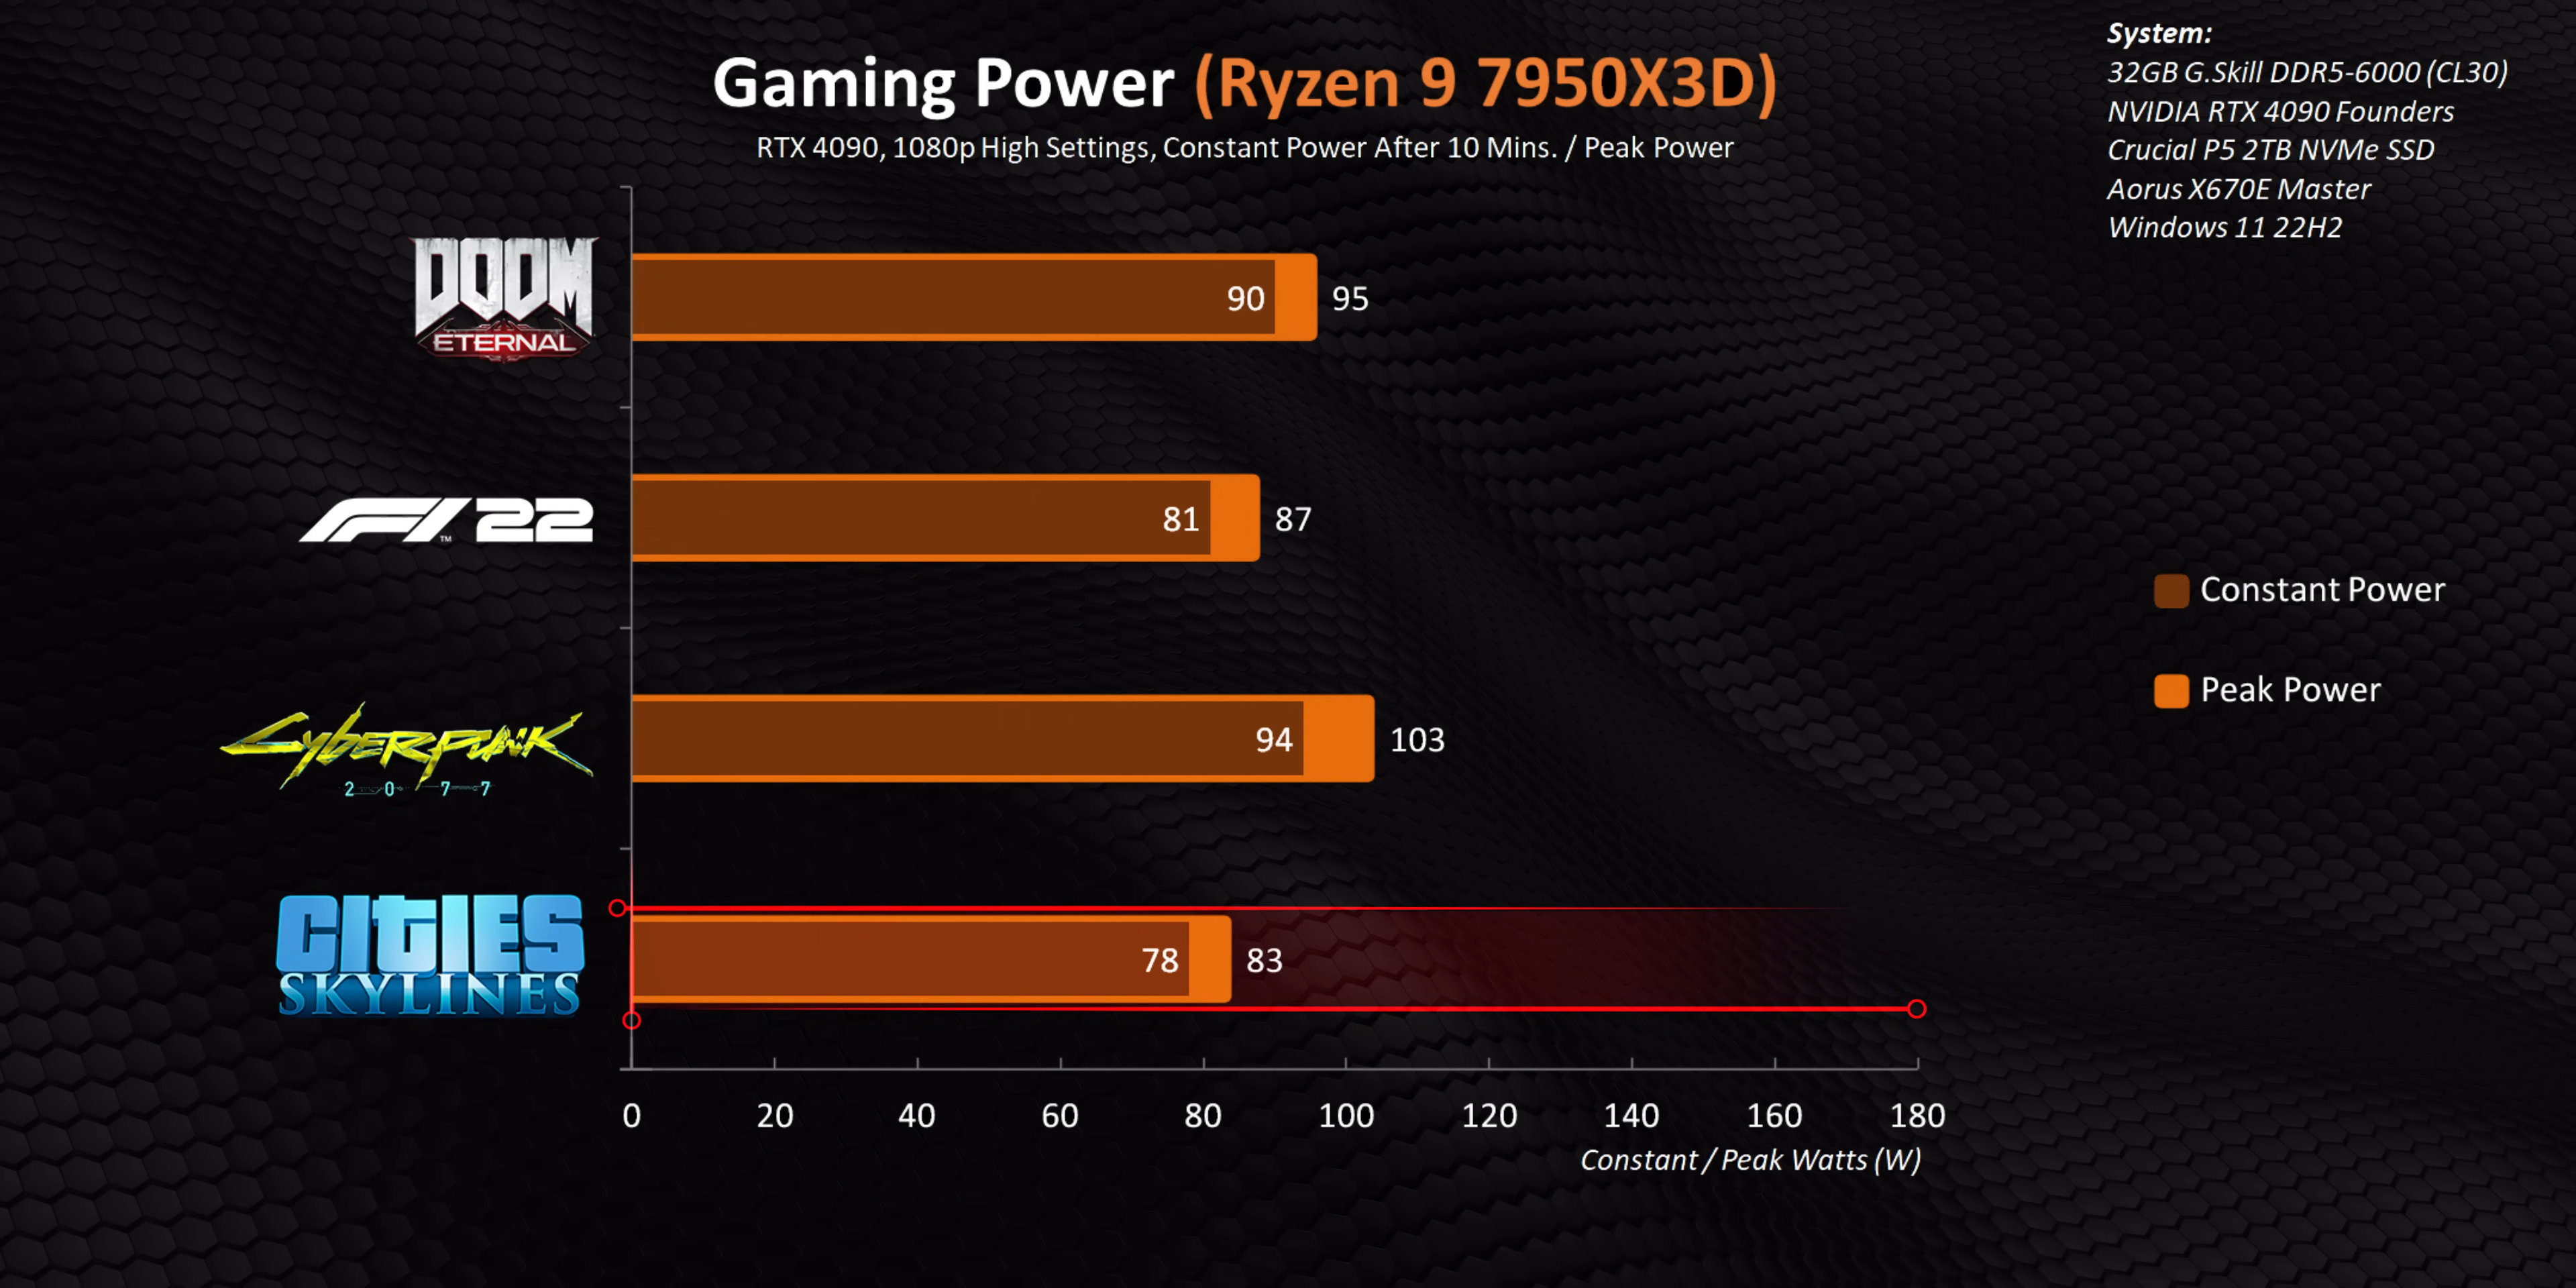 Gaming Power (Ryzen 9 7950X3D)
RTX 4090, 1080p High Settings, Constant Power After 10 Mins. / Peak Power
System:
32GB G.Skill DDR5-6000 (CL30)
NVIDIA RTX 4090 Founders
Crucial P5 2TB NVMe SSD
Aorus X670E Master
Windows 11 22H2
DOOM
ETERNAL
90 95
F1 22
™
81 87
Cyberpunk
2077
94 103
Cities
SKYLINES
78 83
Constant Power
Peak Power
0 20 40 60 80 100 120 140 160 180
Constant / Peak Watts (W)